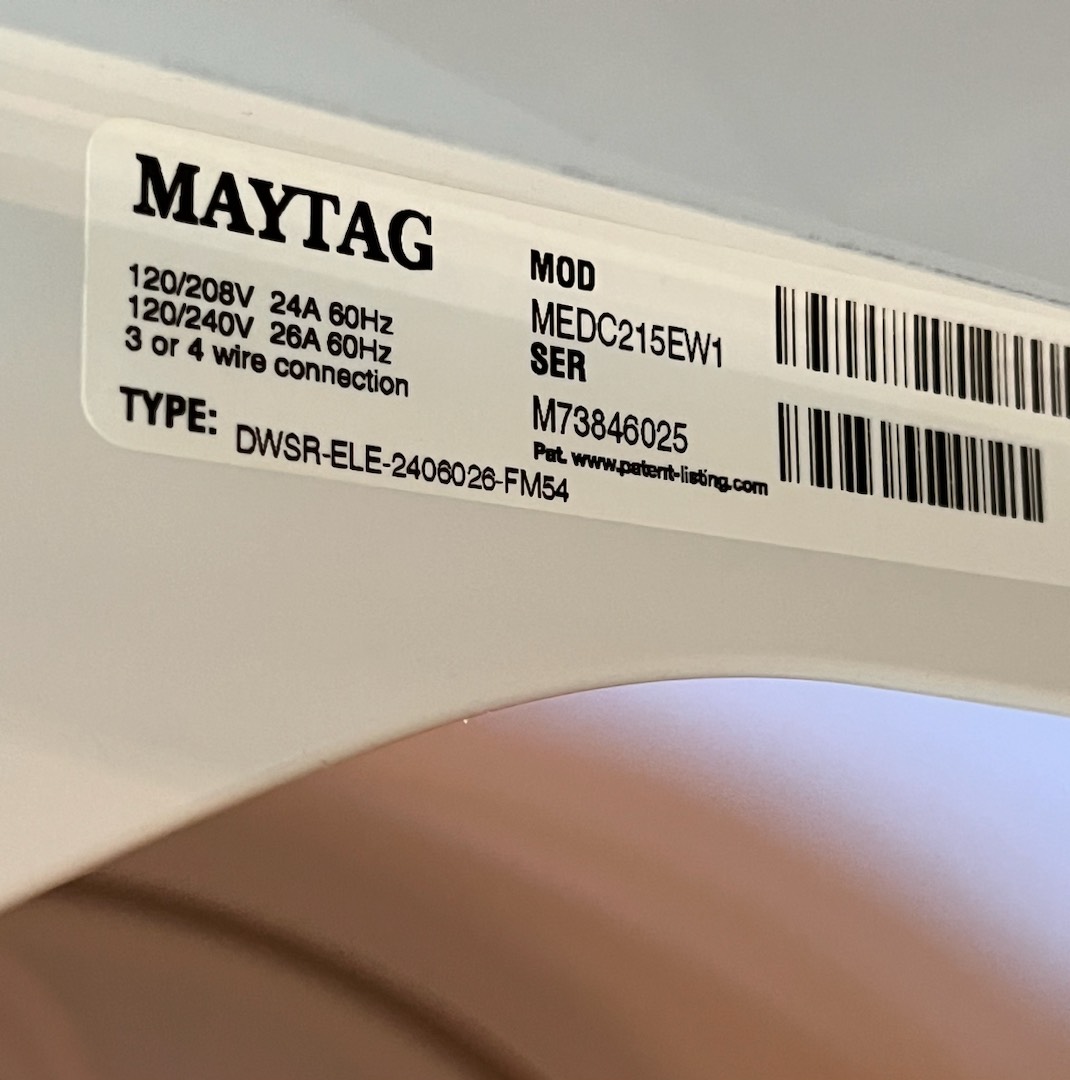 MAYTAG
120/208V 24A 60Hz
120/240V 26A 60Hz
3 or 4 wire connection
TYPE: DWSR-ELE-2406026-FM54
MOD
MEDC215EW1
SER
M73846025
Pat. www.patent-listing.com